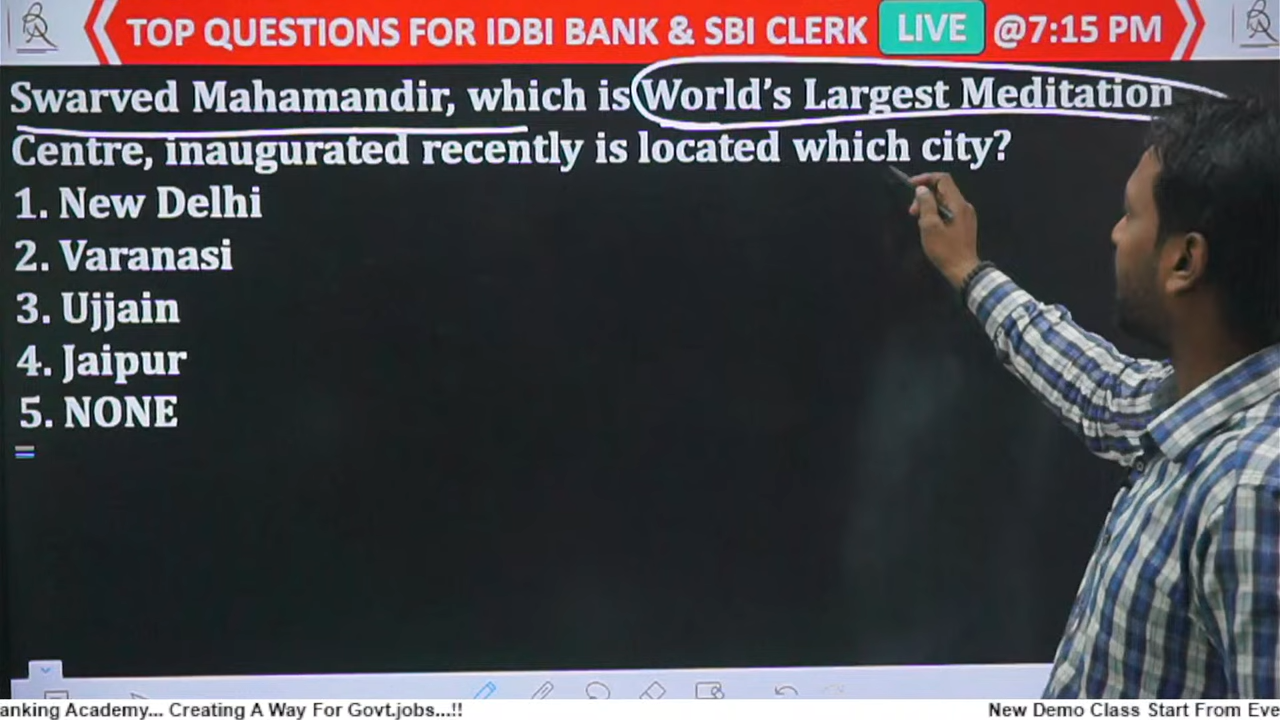 TOP QUESTIONS FOR IDBI BANK & SBI CLERK LIVE @7:15 PM
Swarved Mahamandir, which is World's Largest Meditation
Centre, inaugurated recently is located which city?
1. New Delhi
2. Varanasi
3. Ujjain
4. Jaipur
5. NONE
anking Academy... Creating A Way For Govt.jobs...!! New Demo Class Start From Eve